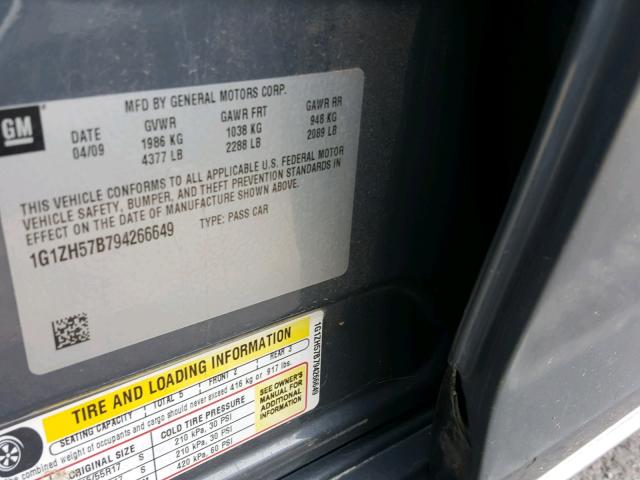 GM
MFD BY GENERAL MOTORS CORP.
DATE GVWR GAWR FRT GAWR RR
04/09 1986 KG 1038 KG 948 KG
4377 LB 2288 LB 2089 LB
THIS VEHICLE CONFORMS TO ALL APPLICABLE U.S. FEDERAL MOTOR
VEHICLE SAFETY, BUMPER, AND THEFT PREVENTION STANDARDS IN
EFFECT ON THE DATE OF MANUFACTURE SHOWN ABOVE.
1G1ZH57B794266649 TYPE: PASS CAR
TIRE AND LOADING INFORMATION
SEATING CAPACITY TOTAL 5 FRONT 2 REAR 3
combined weight of occupants and cargo should never exceed 416 kg or 917 lbs.
ORIGINAL SIZE COLD TIRE PRESSURE
/55R17 S 210 kPa, 30 PSI
S 210 kPa, 30 PSI
420 kPa, 60 PSI
SEE OWNER'S
MANUAL FOR
ADDITIONAL
INFORMATION
1G1ZH57B794266649